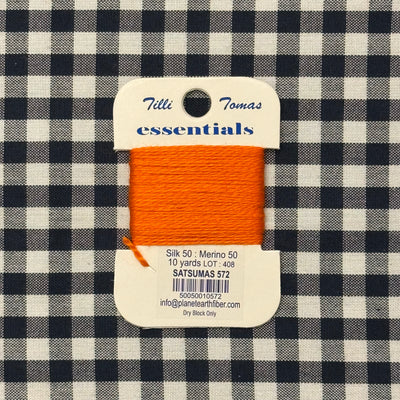 Tilli Tomas
essentials
Silk 50 : Merino 50
10 yards LOT : 408
SATSUMAS 572
50050010572
info@planetearthfiber.com
Dry Block Only